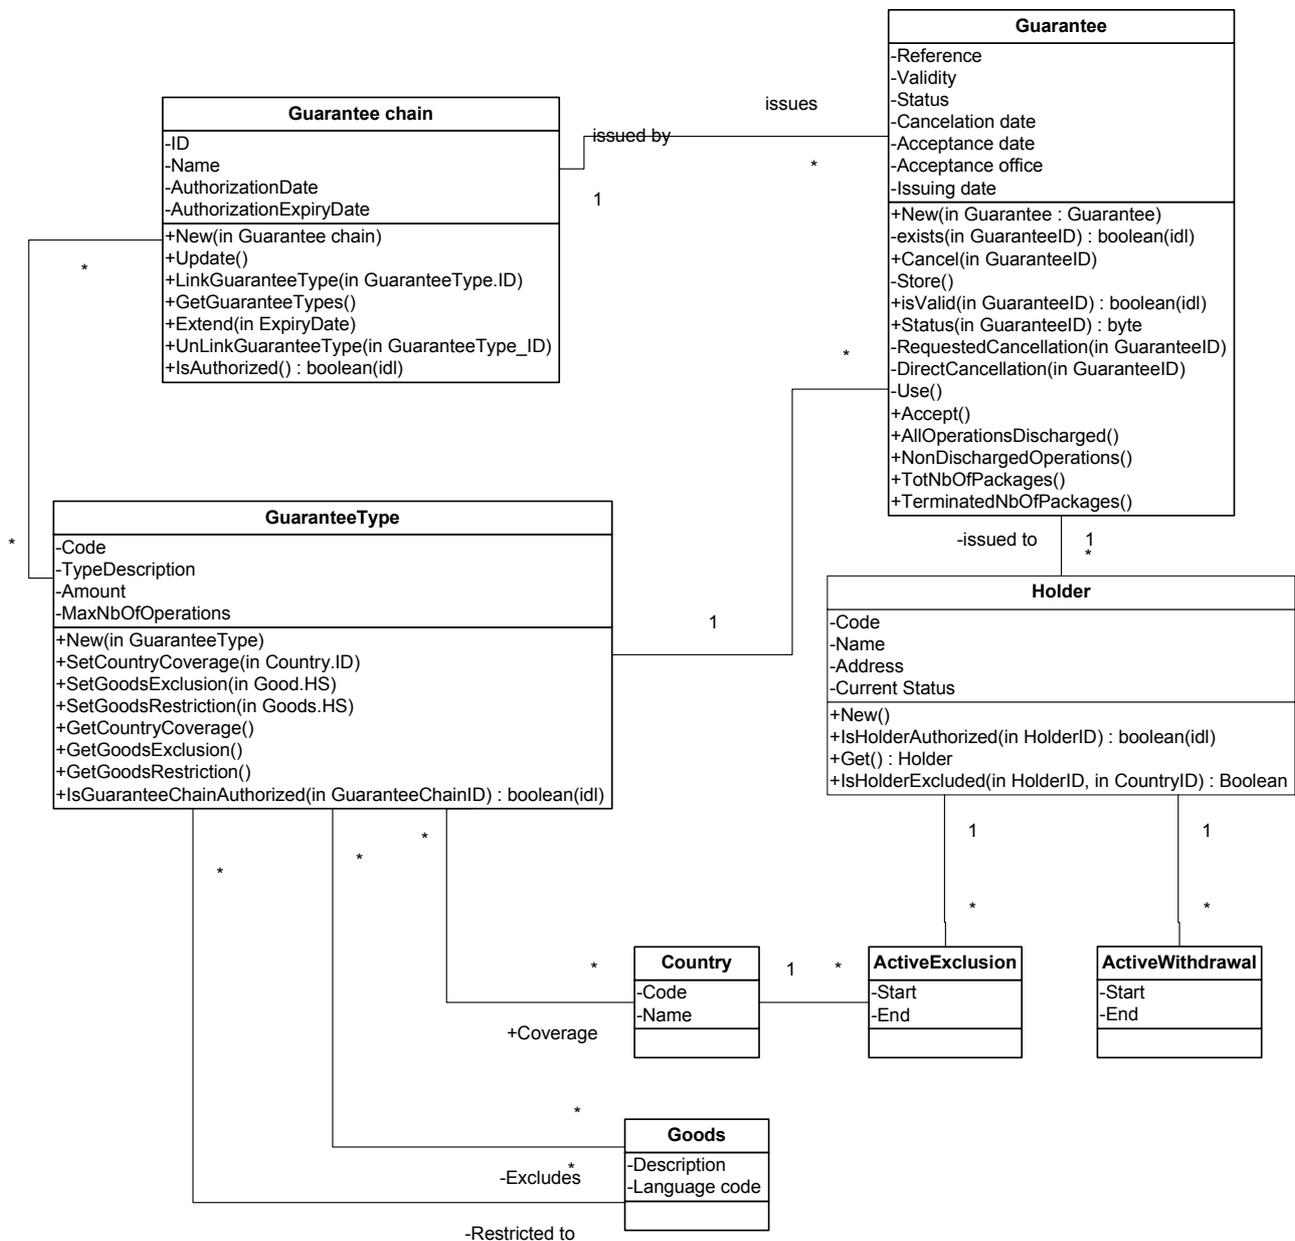 Guarantee
-Reference
-Validity
-Status
-Cancelation date
-Acceptance date
-Acceptance office
-Issuing date
+New(in Guarantee : Guarantee)
-exists(in GuaranteeID) : boolean(idl)
+Cancel(in GuaranteeID)
-Store()
+isValid(in GuaranteeID) : boolean(idl)
+Status(in GuaranteeID) : byte
-RequestedCancellation(in GuaranteeID)
-DirectCancellation(in GuaranteeID)
-Use()
+Accept()
+AllOperationsDischarged()
+NonDischargedOperations()
+TotNbOfPackages()
+TerminatedNbOfPackages()
issues
issued by
*
1
Guarantee chain
-ID
-Name
-AuthorizationDate
-AuthorizationExpiryDate
+New(in Guarantee chain)
+Update()
+LinkGuaranteeType(in GuaranteeType.ID)
+GetGuaranteeTypes()
+Extend(in ExpiryDate)
+UnLinkGuaranteeType(in GuaranteeType_ID)
+IsAuthorized() : boolean(idl)
*
*
*
1
GuaranteeType
-Code
-TypeDescription
-Amount
-MaxNbOfOperations
+New(in GuaranteeType)
+SetCountryCoverage(in Country.ID)
+SetGoodsExclusion(in Good.HS)
+SetGoodsRestriction(in Goods.HS)
+GetCountryCoverage()
+GetGoodsExclusion()
+GetGoodsRestriction()
+IsGuaranteeChainAuthorized(in GuaranteeChainID) : boolean(idl)
-issued to
1
*
Holder
-Code
-Name
-Address
-Current Status
+New()
+IsHolderAuthorized(in HolderID) : boolean(idl)
+Get() : Holder
+IsHolderExcluded(in HolderID, in CountryID) : Boolean
*
*
*
1
1
*
*
*
+Coverage
Country
-Code
-Name
1
*
ActiveExclusion
-Start
-End
ActiveWithdrawal
-Start
-End
*
*
-Excludes
-Restricted to
Goods
-Description
-Language code